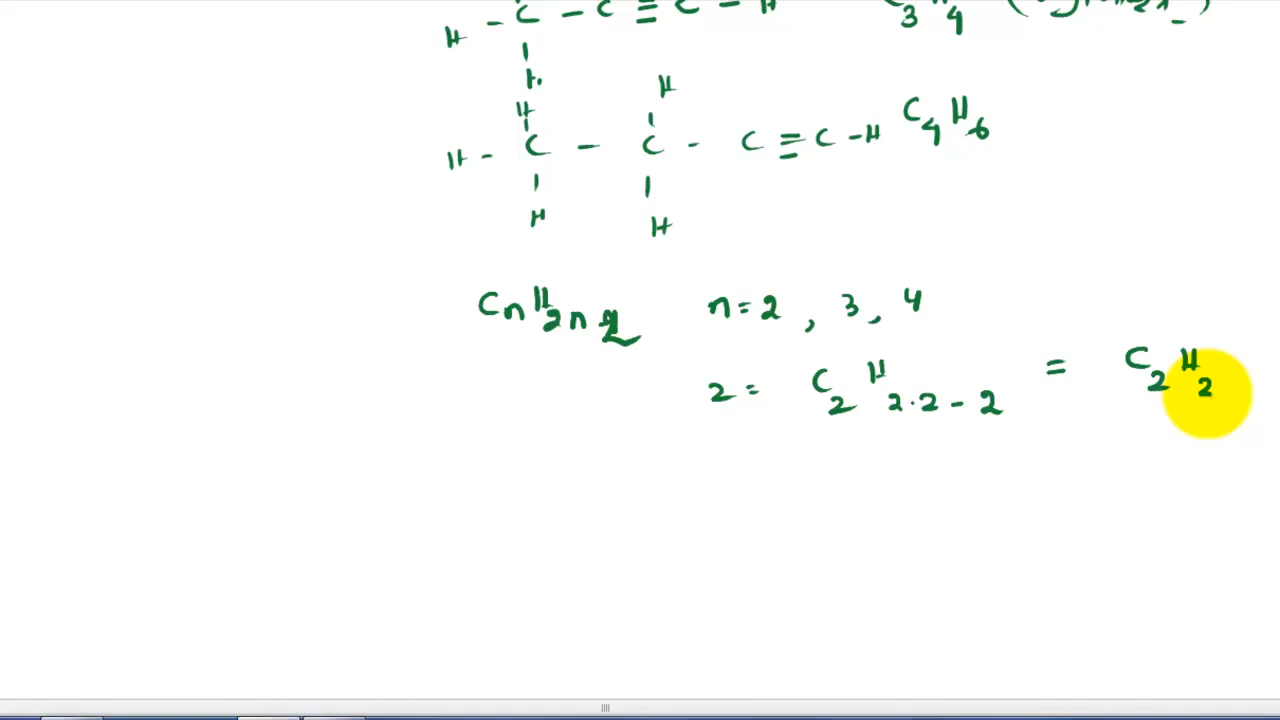 H - C - C ≡ C - H C3H4
H
H H
H - C - C - C ≡ C - H C4H6
H H
CnH2n 2 n = 2 , 3 , 4
2 = C2H2·2 - 2 = C2H2